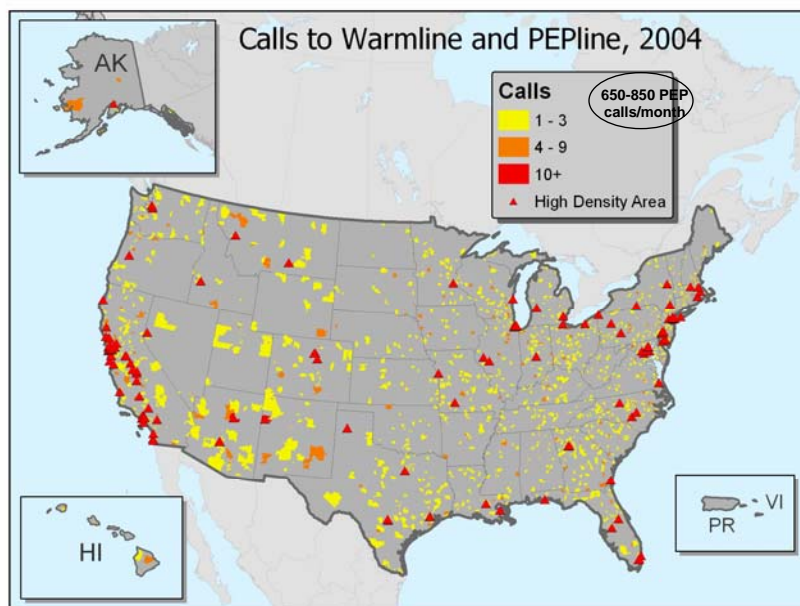 Calls to Warmline and PEPline, 2004
AK
Calls
1 - 3
4 - 9
10+
High Density Area
650-850 PEP
calls/month
HI
PR
VI